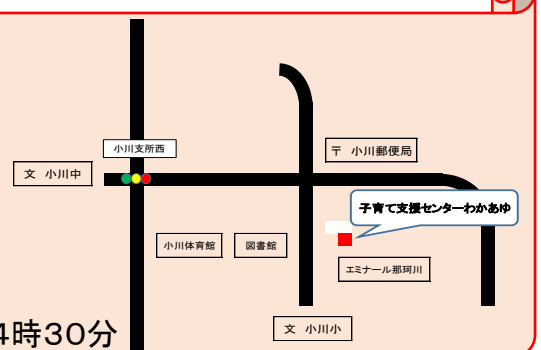 小川支所西
〒 小川郵便局
文 小川中
子育て支援センターわかあゆ
小川体育館
図書館
エミナール那珂川
文 小川小
4時30分